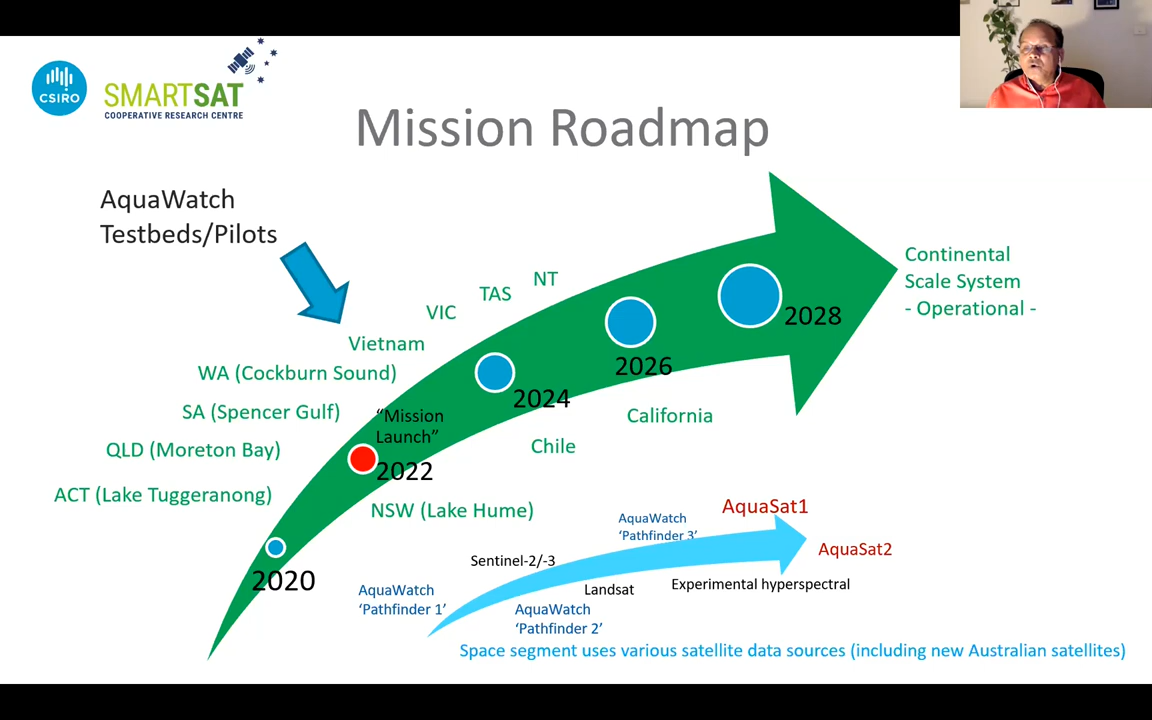 CSIRO
SMARTSAT
COOPERATIVE RESEARCH CENTRE
Mission Roadmap
AquaWatch
Testbeds/Pilots
NT
TAS
VIC
Vietnam
WA (Cockburn Sound)
SA (Spencer Gulf)
QLD (Moreton Bay)
ACT (Lake Tuggeranong)
Continental
Scale System
- Operational -
2028
2026
2024
"Mission
Launch"
2022
2020
California
Chile
NSW (Lake Hume)
AquaSat1
AquaWatch
'Pathfinder 3'
AquaSat2
Sentinel-2/-3
Experimental hyperspectral
Landsat
AquaWatch
'Pathfinder 1'
AquaWatch
'Pathfinder 2'
Space segment uses various satellite data sources (including new Australian satellites)